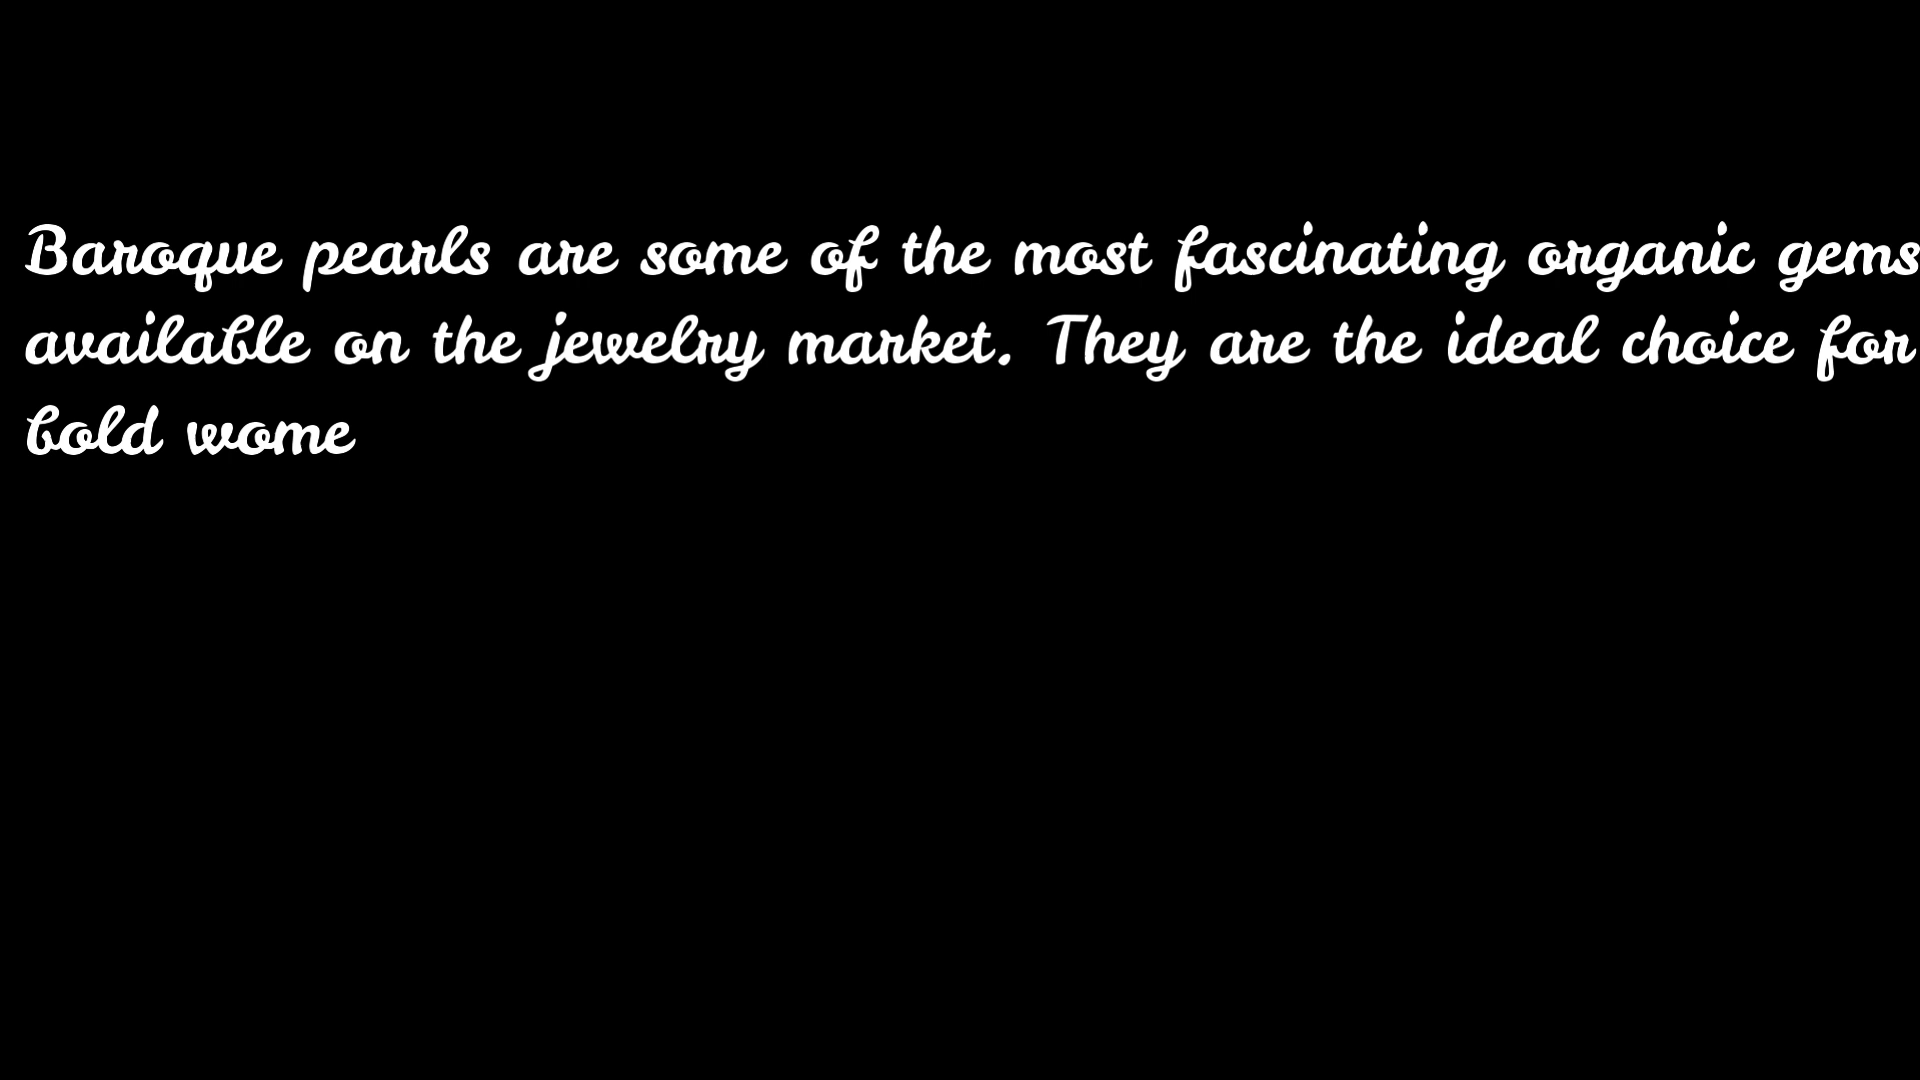 Baroque pearls are some of the most fascinating organic gems
available on the jewelry market. They are the ideal choice for
bold wome